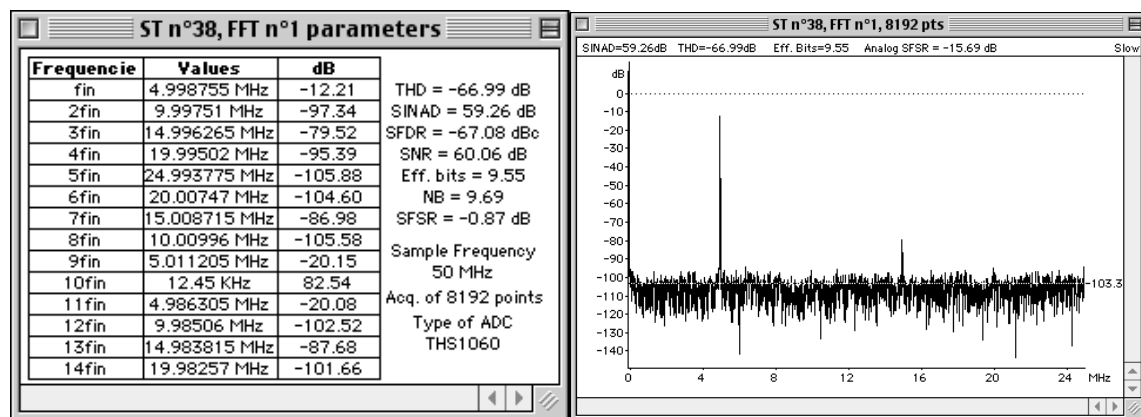 ST n°38, FFT n°1 parameters
Frequencie Values dB
fin 4.998755 MHz -12.21
2fin 9.99751 MHz -97.34
3fin 14.996265 MHz -79.52
4fin 19.99502 MHz -95.39
5fin 24.993775 MHz -105.88
6fin 20.00747 MHz -104.60
7fin 15.008715 MHz -86.98
8fin 10.00996 MHz -105.58
9fin 5.011205 MHz -20.15
10fin 12.45 KHz 82.54
11fin 4.986305 MHz -20.08
12fin 9.98506 MHz -102.52
13fin 14.983815 MHz -87.68
14fin 19.98257 MHz -101.66
THD = -66.99 dB
SINAD = 59.26 dB
SFDR = -67.08 dBc
SNR = 60.06 dB
Eff. bits = 9.55
NB = 9.69
SFSR = -0.87 dB
Sample Frequency
50 MHz
Acq. of 8192 points
Type of ADC
THS1060
ST n°38, FFT n°1, 8192 pts
SINAD=59.26dB THD=-66.99dB Eff. Bits=9.55 Analog SFSR = -15.69 dB Slow
dB
0
-10
-20
-30
-40
-50
-60
-70
-80
-90
-100
-110
-120
-130
-140
-103.3
0 4 8 12 16 20 24 MHz